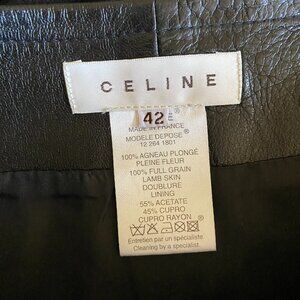 CELINE
42
MADE IN FRANCE
MODELE DEPOSE ®
12 264 1801
100% AGNEAU PLONGÉ
PLEINE FLEUR
100% FULL GRAIN
LAMB SKIN
DOUBLURE
LINING
55% ACETATE
45% CUPRO
CUPRO RAYON ®
Entretien par un spécialiste
Cleaning by a specialist